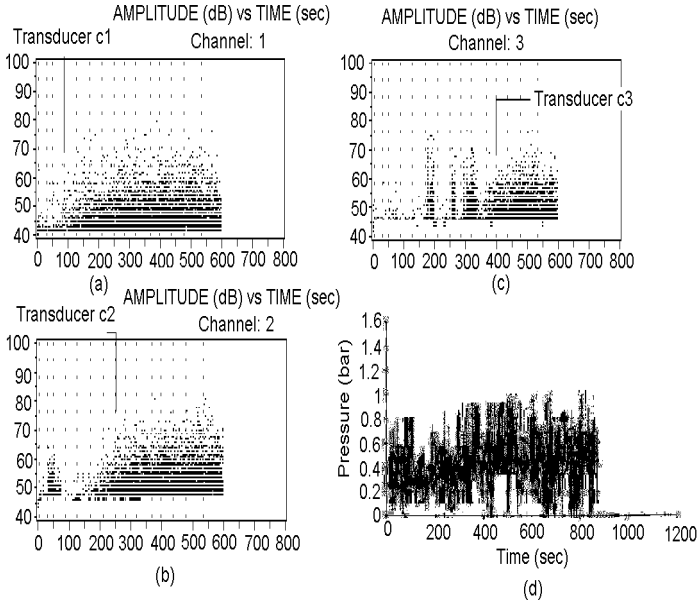 AMPLITUDE (dB) vs TIME (sec)
Transducer c1
Channel: 1
100
90
80
70
60
50
40
0 100 200 300 400 500 600 700 800
(a)
AMPLITUDE (dB) vs TIME (sec)
Channel: 3
Transducer c3
100
90
80
70
60
50
40
0 100 200 300 400 500 600 700 800
(c)
AMPLITUDE (dB) vs TIME (sec)
Transducer c2
Channel: 2
100
90
80
70
60
50
40
0 100 200 300 400 500 600 700 800
(b)
Pressure (bar)
1.6
1.4
1.2
1
0.8
0.6
0.4
0.2
0
0 200 400 600 800 1000 1200
Time (sec)
(d)